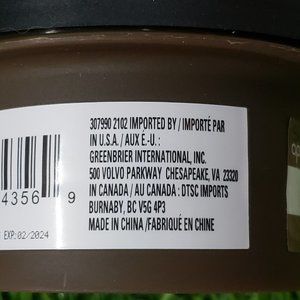 307990 2102 IMPORTED BY / IMPORTÉ PAR
IN U.S.A. / AUX É.-U. :
GREENBRIER INTERNATIONAL, INC.
500 VOLVO PARKWAY CHESAPEAKE, VA 23320
IN CANADA / AU CANADA : DTSC IMPORTS
BURNABY, BC V5G 4P3
MADE IN CHINA /FABRIQUÉ EN CHINE
4356 9
EXP: 02/2024